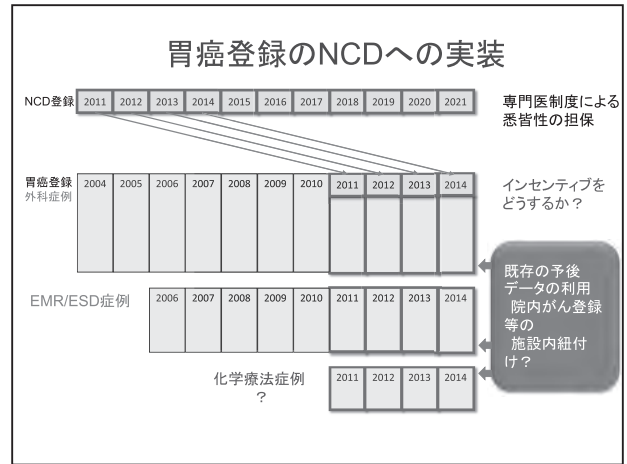 胃癌登録のNCDへの実装
NCD登録 2011 2012 2013 2014 2015 2016 2017 2018 2019 2020 2021
専門医制度による
悉皆性の担保
胃癌登録
外科症例
2004 2005 2006 2007 2008 2009 2010 2011 2012 2013 2014
インセンティブを
どうするか？
EMR/ESD症例
2006 2007 2008 2009 2010 2011 2012 2013 2014
既存の予後
データの利用
院内がん登録
等の
施設内紐付
け？
化学療法症例
？
2011 2012 2013 2014